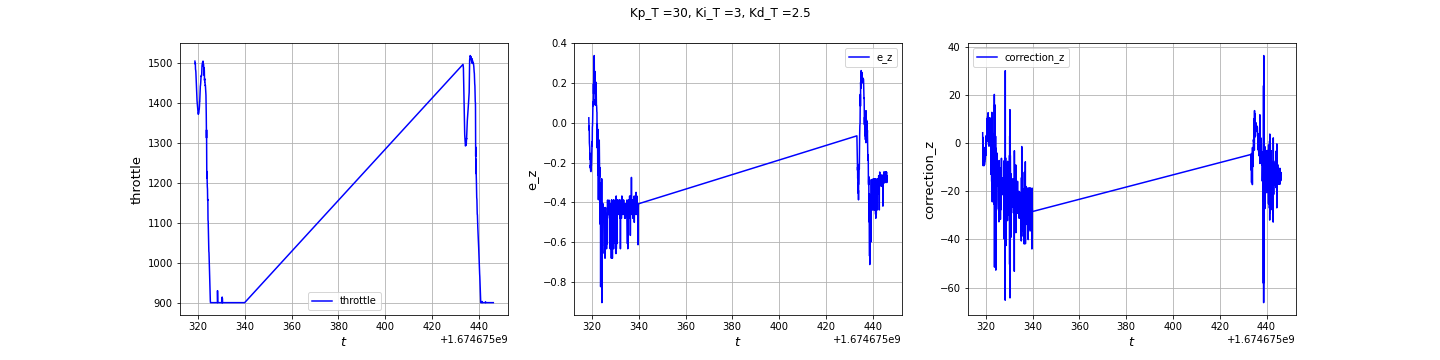 Kp_T =30, Ki_T =3, Kd_T =2.5
throttle
1500
1400
1300
1200
1100
1000
900
320 340 360 380 400 420 440
+1.674675e9
t
throttle
e_z
0.4
0.2
0.0
−0.2
−0.4
−0.6
−0.8
320 340 360 380 400 420 440
+1.674675e9
t
e_z
correction_z
40
20
0
−20
−40
−60
320 340 360 380 400 420 440
+1.674675e9
t
correction_z